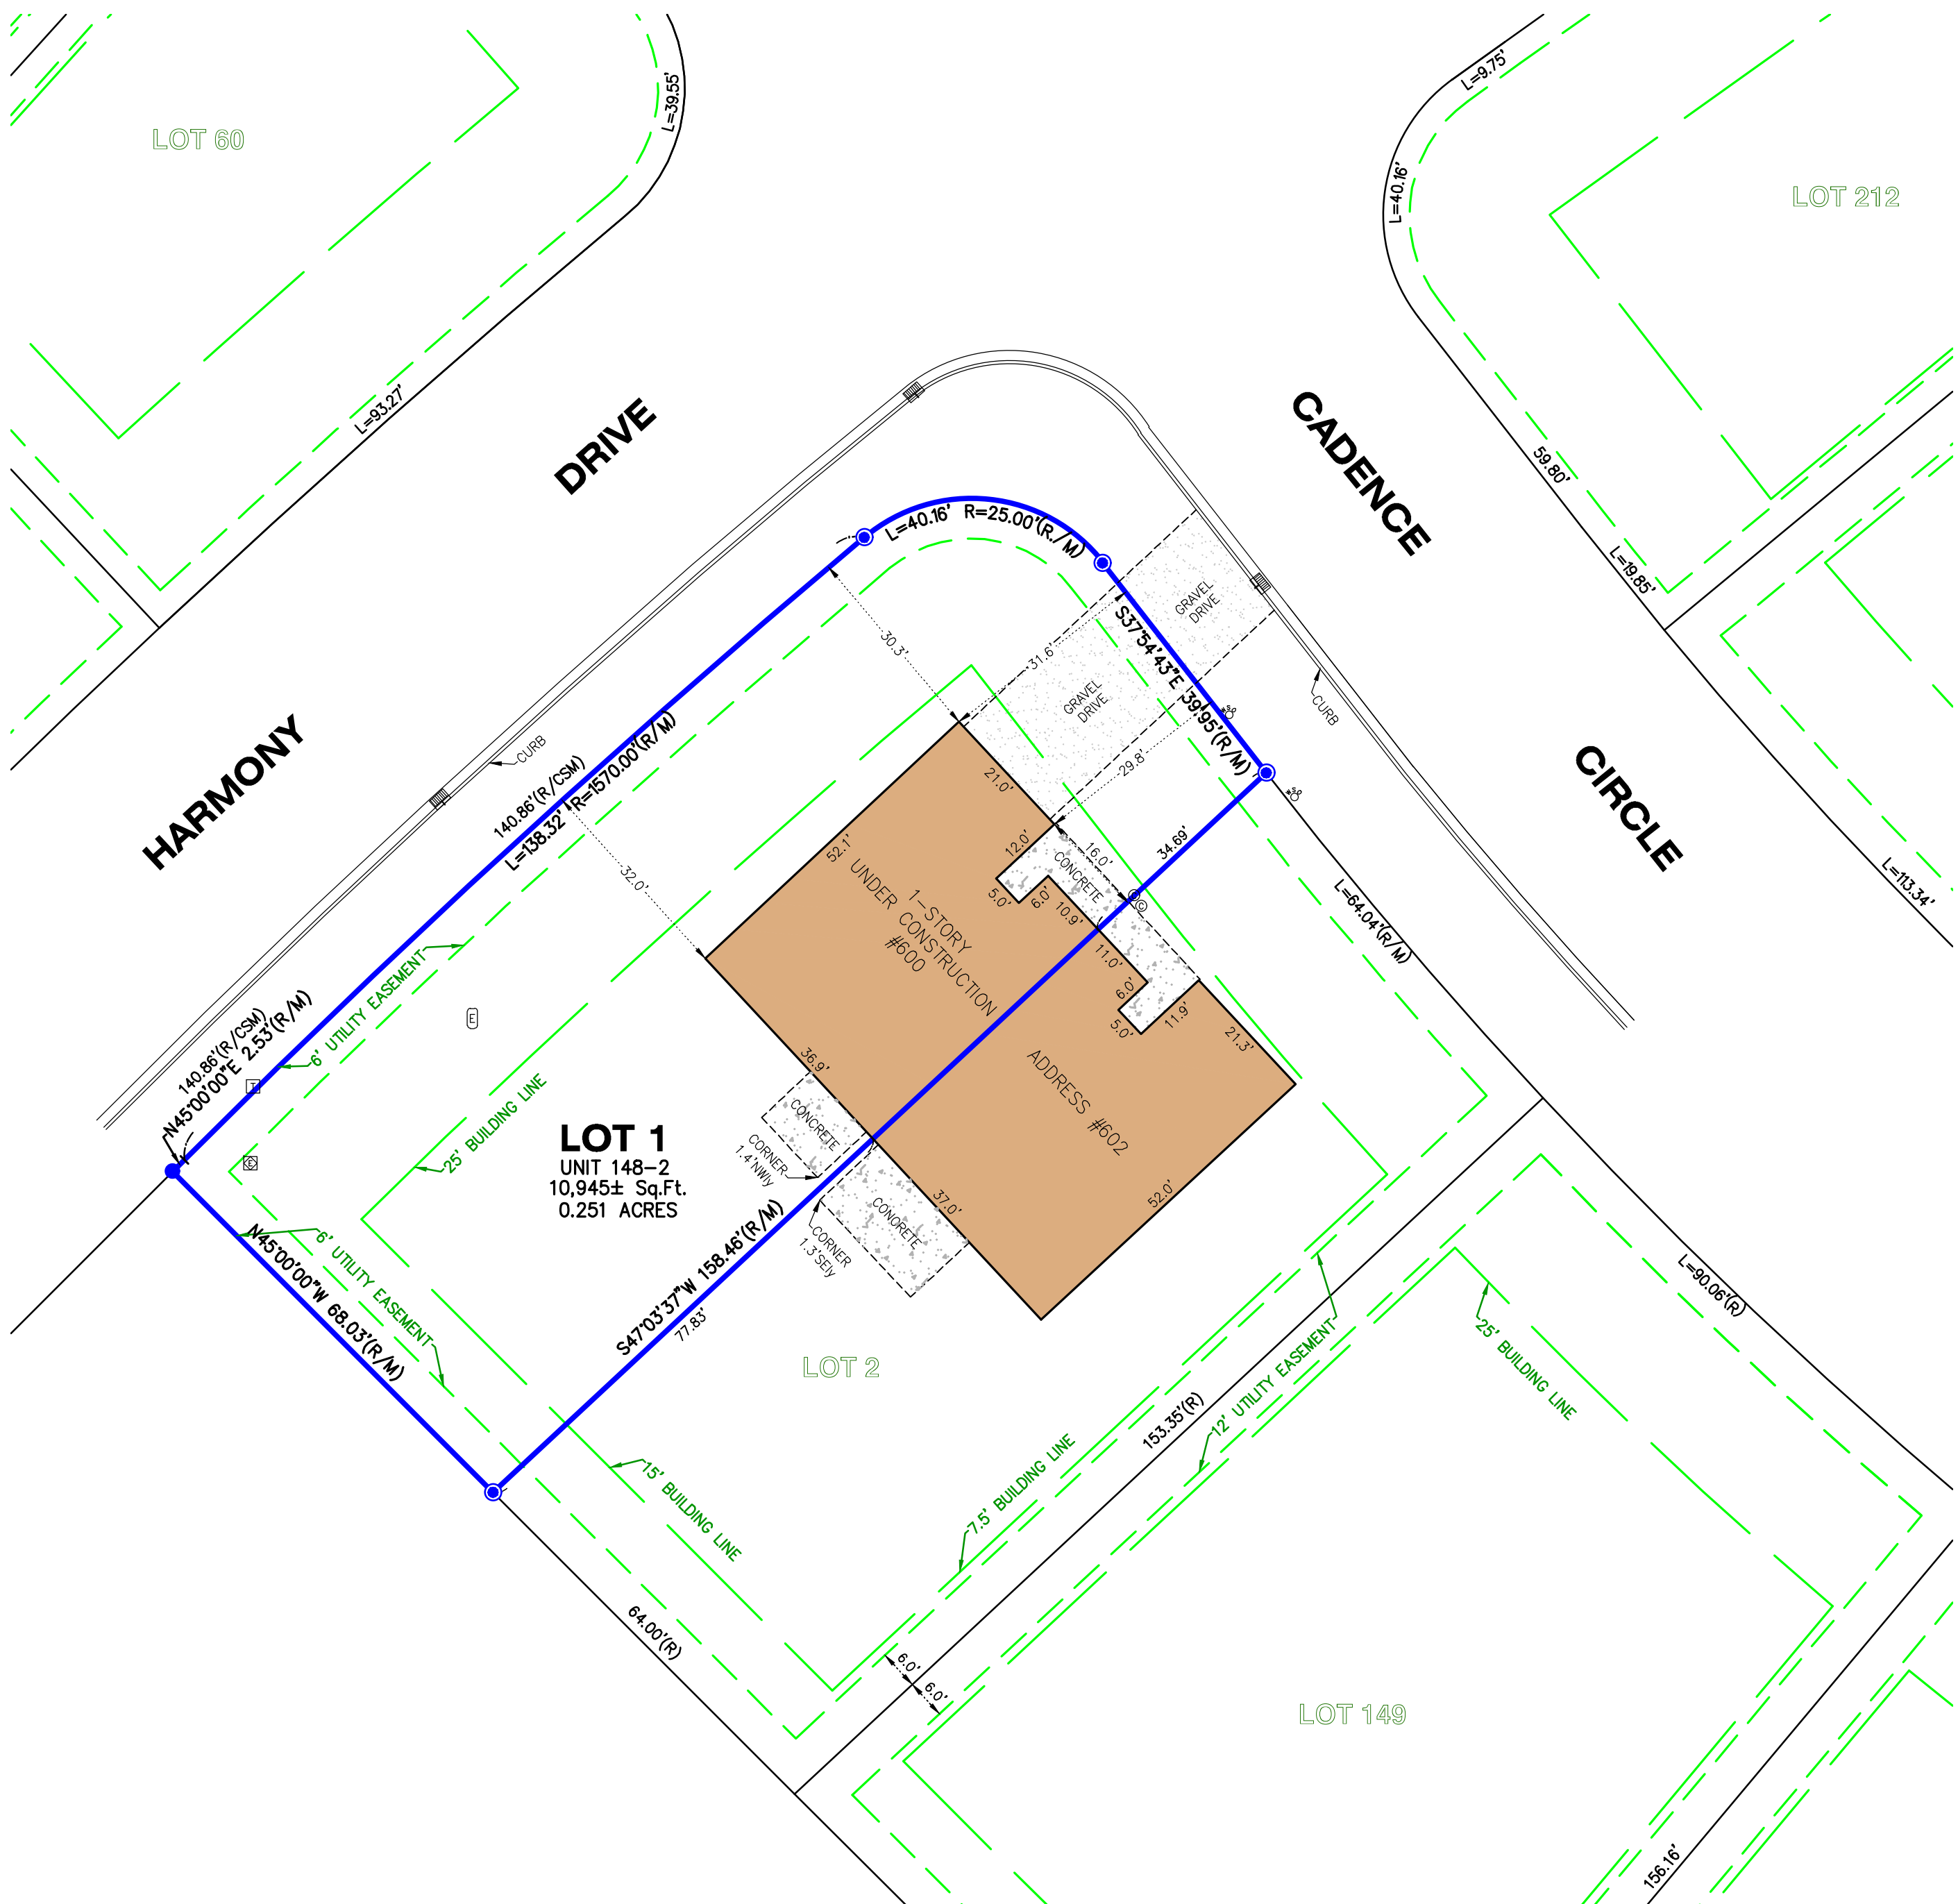 LOT 60
L=39.55'
L=93.27'
L=9.75'
L=40.16'
LOT 212
59.80'
L=19.85'
L=113.34'
HARMONY
DRIVE
CADENCE
CIRCLE
CURB
CURB
L=40.16' R=25.00'(R./M)
S37°54'43"E 39.95'(R/M)
GRAVEL
DRIVE
GRAVEL
DRIVE
30.3'
31.6'
29.8'
140.86'(R/CSM)
L=138.32' R=1570.00'(R/M)
32.0'
140.86'(R/CSM)
N45°00'00"E 2.53'(R/M)
6' UTILITY EASEMENT
25' BUILDING LINE
E
T
E
21.0'
52.1'
12.0'
16.0'
CONCRETE
5.0'
6.0'
10.9'
34.69'
C
11.0'
6.0'
5.0'
11.9'
21.3'
L=64.04'(R/M)
1-STORY
UNDER CONSTRUCTION
#600
ADDRESS #602
36.9'
37.0'
52.0'
CONCRETE
CORNER
1.4'NWly
CONCRETE
CORNER
1.3'SEly
LOT 1
UNIT 148-2
10,945± Sq.Ft.
0.251 ACRES
N45°00'00"W 68.03'(R/M)
6' UTILITY EASEMENT
S47°03'37"W 158.46'(R/M)
77.83'
LOT 2
15' BUILDING LINE
7.5' BUILDING LINE
153.35'(R)
12' UTILITY EASEMENT
25' BUILDING LINE
L=90.06'(R)
64.00'(R)
6.0'
6.0'
LOT 149
156.16'